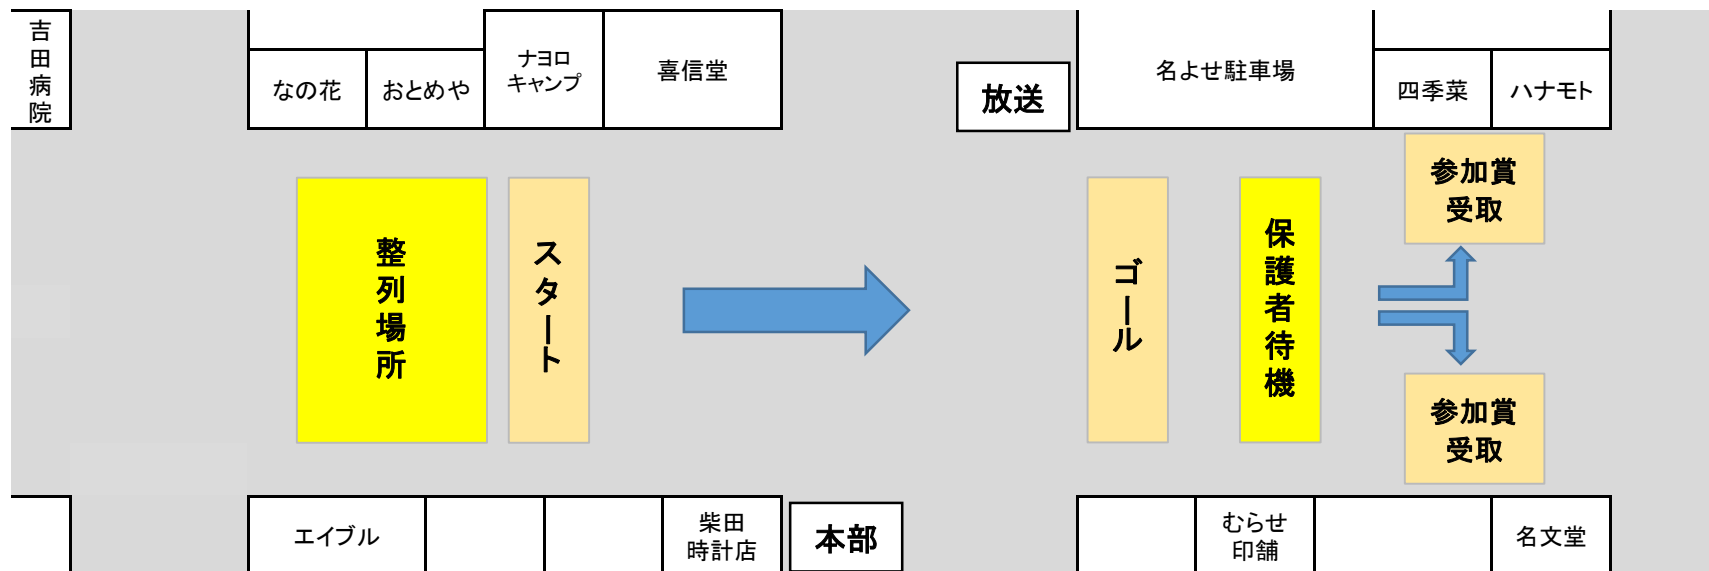 吉田病院
なの花
おとめや
ナヨロ
キャンプ
喜信堂
放送
名よせ駐車場
四季菜
ハナモト
整列場所
スタート
ゴール
保護者待機
参加賞
受取
参加賞
受取
エイブル
柴田
時計店
本部
むらせ
印舗
名文堂